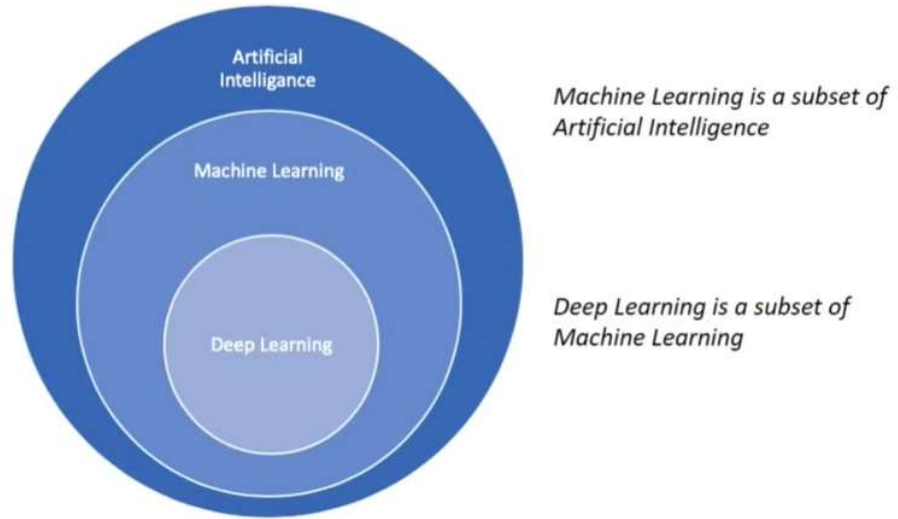 Artificial
Intelligance
Machine Learning
Deep Learning
Machine Learning is a subset of
Artificial Intelligence
Deep Learning is a subset of
Machine Learning